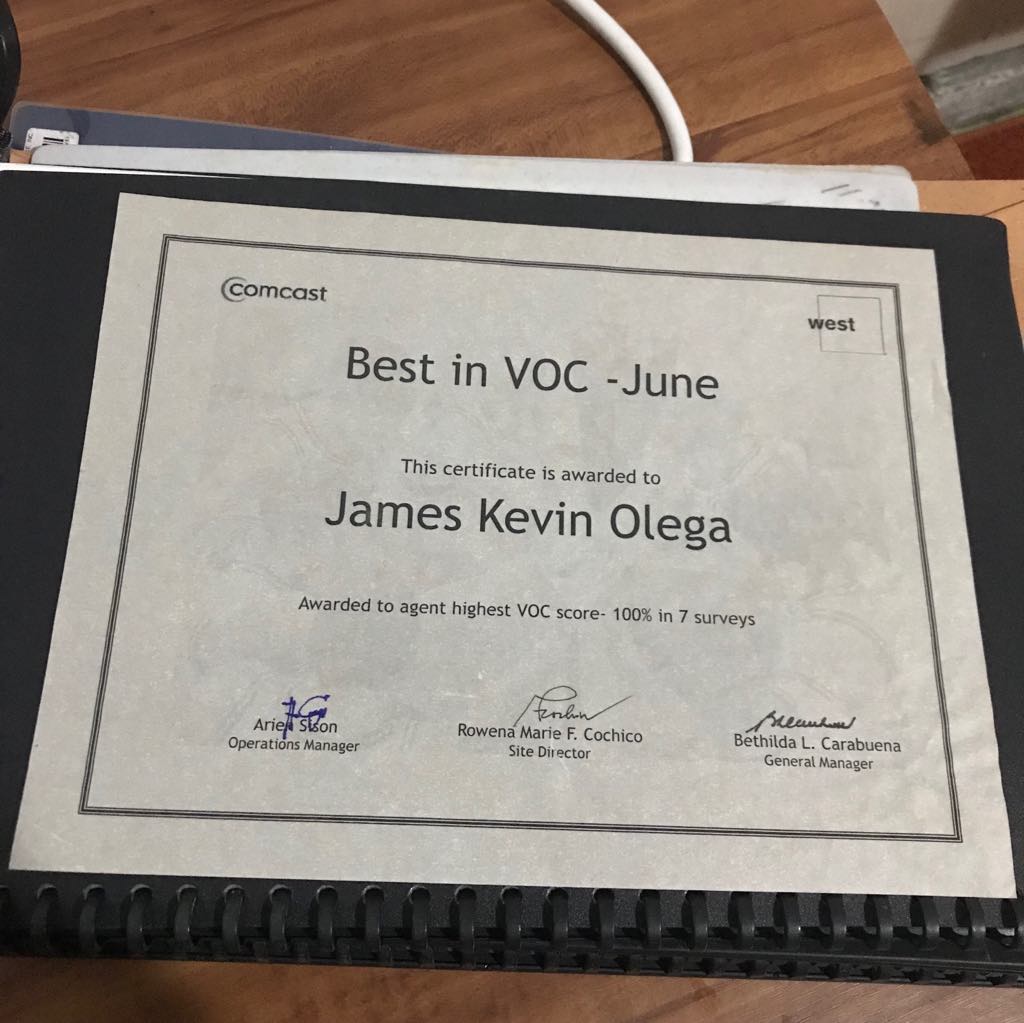 comcast
west
Best in VOC -June
This certificate is awarded to
James Kevin Olega
Awarded to agent highest VOC score- 100% in 7 surveys
Ariel Sison
Operations Manager
Rowena Marie F. Cochico
Site Director
Bethilda L. Carabuena
General Manager